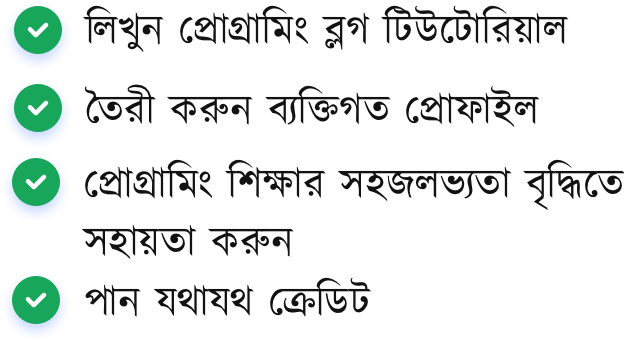 লিখুন প্রোগ্রামিং ব্লগ টিউটোরিয়াল
তৈরী করুন ব্যক্তিগত প্রোফাইল
প্রোগ্রামিং শিক্ষার সহজলভ্যতা বৃদ্ধিতে
সহায়তা করুন
পান যথাযথ ক্রেডিট